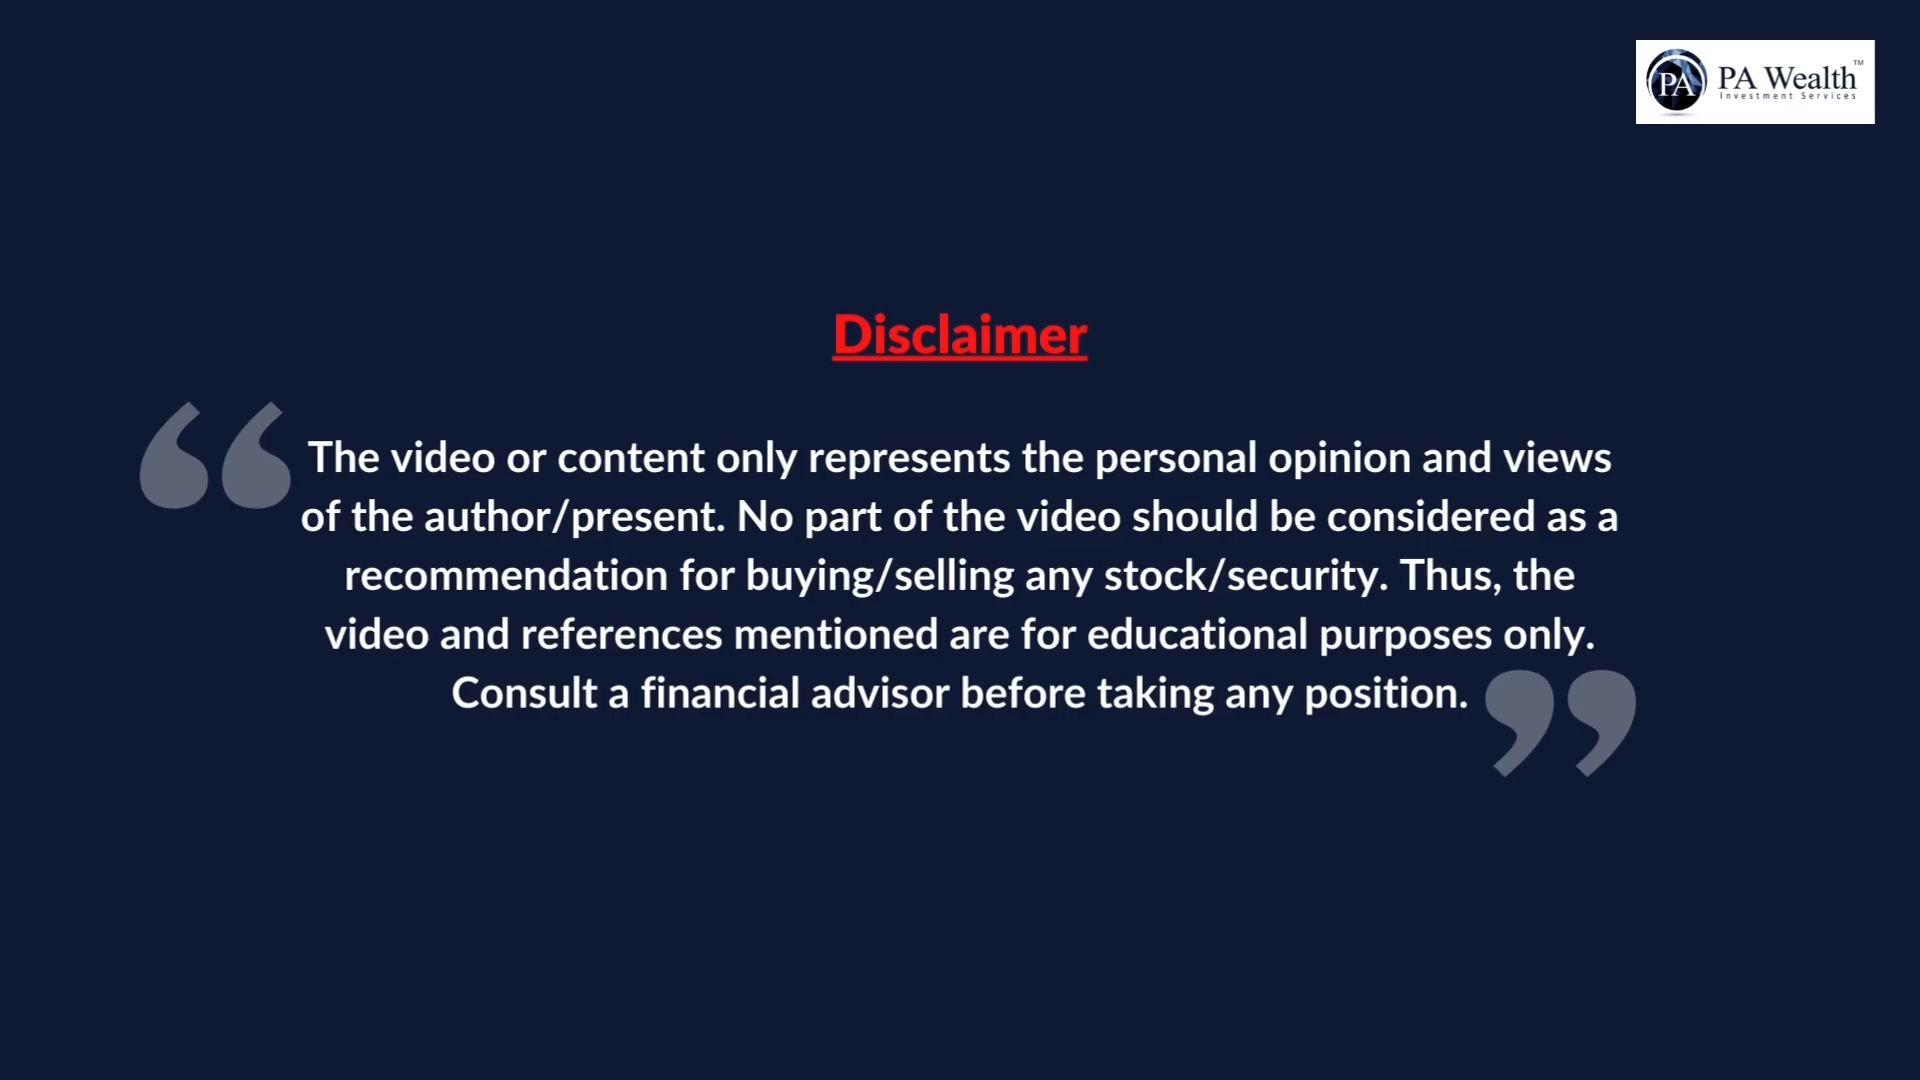 PA
PA Wealth™
Investment Services
Disclaimer
“The video or content only represents the personal opinion and views
of the author/present. No part of the video should be considered as a
recommendation for buying/selling any stock/security. Thus, the
video and references mentioned are for educational purposes only.
Consult a financial advisor before taking any position.”